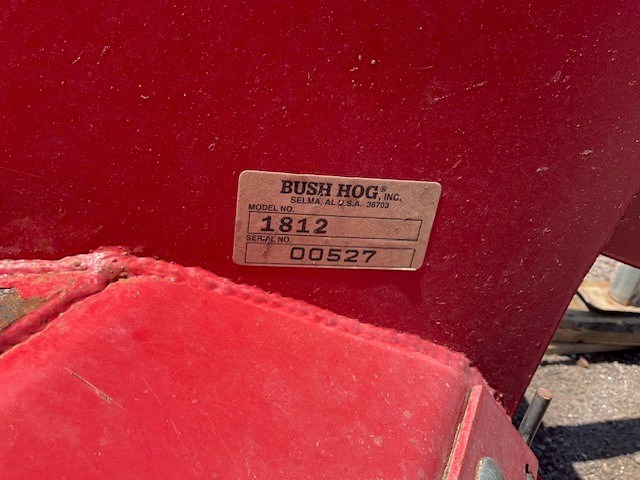 BUSH HOG®, INC.
SELMA, AL U.S.A. 36703
MODEL NO.
1812
SERIAL NO.
00527